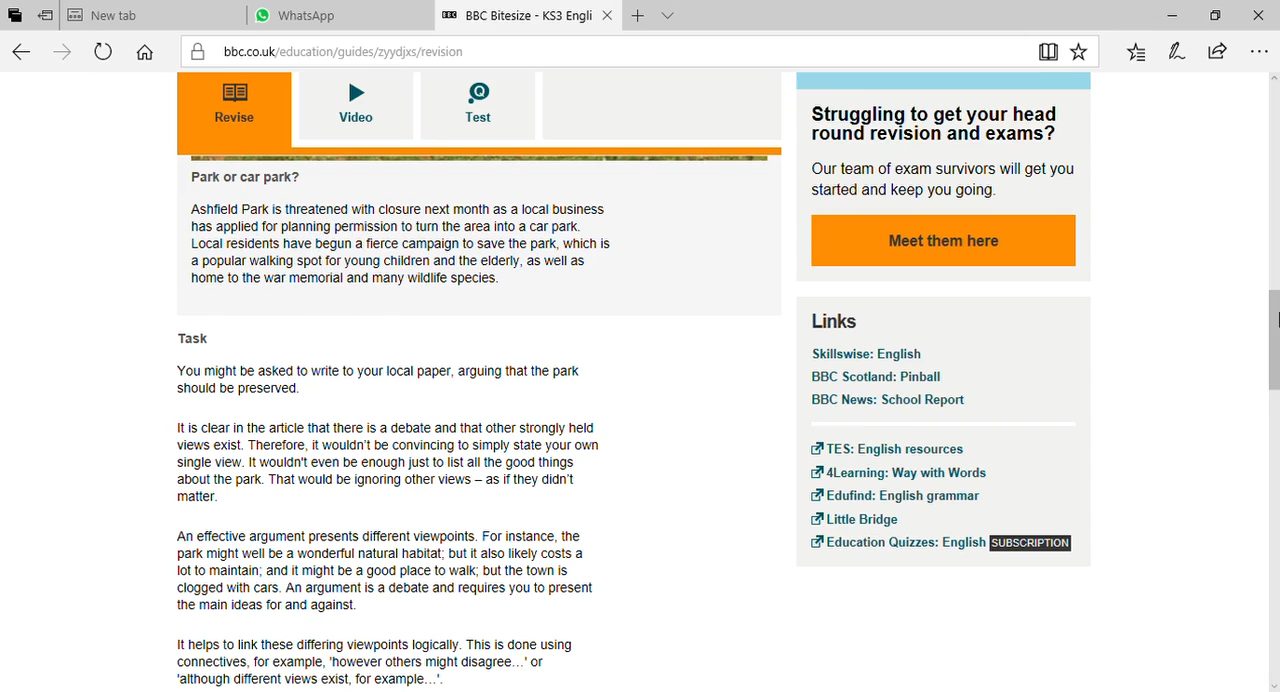 New tab
WhatsApp
BBC BBC Bitesize - KS3 Engli
bbc.co.uk/education/guides/zyydjxs/revision
Revise
Video
Test
Park or car park?
Ashfield Park is threatened with closure next month as a local business
has applied for planning permission to turn the area into a car park.
Local residents have begun a fierce campaign to save the park, which is
a popular walking spot for young children and the elderly, as well as
home to the war memorial and many wildlife species.
Task
You might be asked to write to your local paper, arguing that the park
should be preserved.
It is clear in the article that there is a debate and that other strongly held
views exist. Therefore, it wouldn't be convincing to simply state your own
single view. It wouldn't even be enough just to list all the good things
about the park. That would be ignoring other views – as if they didn't
matter.
An effective argument presents different viewpoints. For instance, the
park might well be a wonderful natural habitat; but it also likely costs a
lot to maintain; and it might be a good place to walk; but the town is
clogged with cars. An argument is a debate and requires you to present
the main ideas for and against.
It helps to link these differing viewpoints logically. This is done using
connectives, for example, 'however others might disagree…' or
'although different views exist, for example…'.
Struggling to get your head
round revision and exams?
Our team of exam survivors will get you
started and keep you going.
Meet them here
Links
Skillswise: English
BBC Scotland: Pinball
BBC News: School Report
TES: English resources
4Learning: Way with Words
Edufind: English grammar
Little Bridge
Education Quizzes: English SUBSCRIPTION